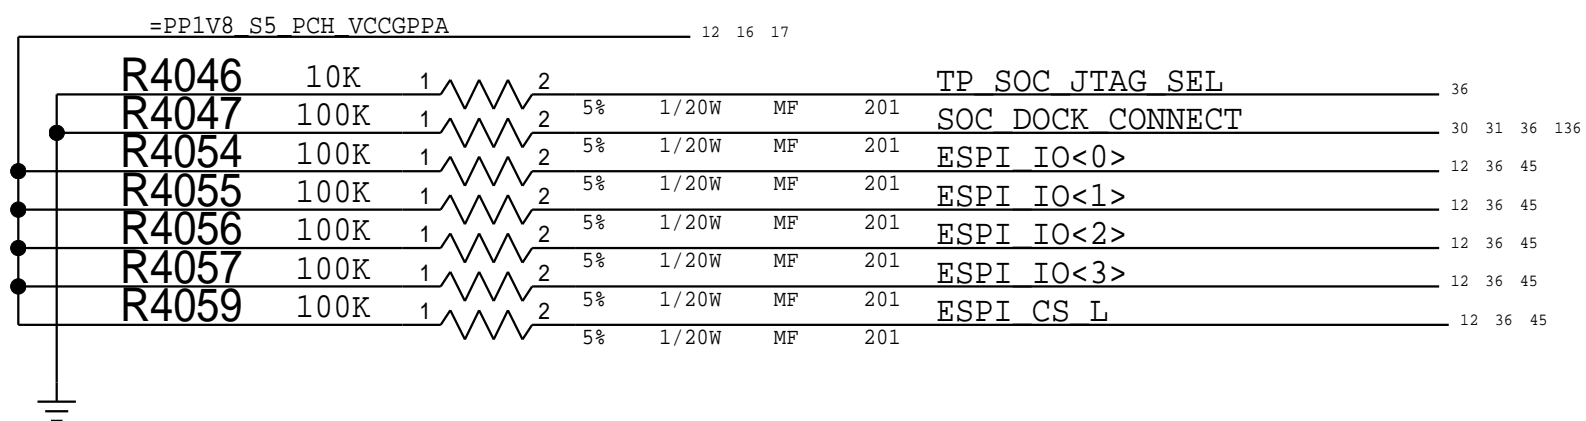 =PP1V8_S5_PCH_VCCGPPA 12 16 17
R4046 10K 1 2 TP_SOC_JTAG_SEL 36
5% 1/20W MF 201
R4047 100K 1 2 SOC_DOCK_CONNECT 30 31 36 136
5% 1/20W MF 201
R4054 100K 1 2 ESPI_IO<0> 12 36 45
5% 1/20W MF 201
R4055 100K 1 2 ESPI_IO<1> 12 36 45
5% 1/20W MF 201
R4056 100K 1 2 ESPI_IO<2> 12 36 45
5% 1/20W MF 201
R4057 100K 1 2 ESPI_IO<3> 12 36 45
5% 1/20W MF 201
R4059 100K 1 2 ESPI_CS_L 12 36 45
5% 1/20W MF 201